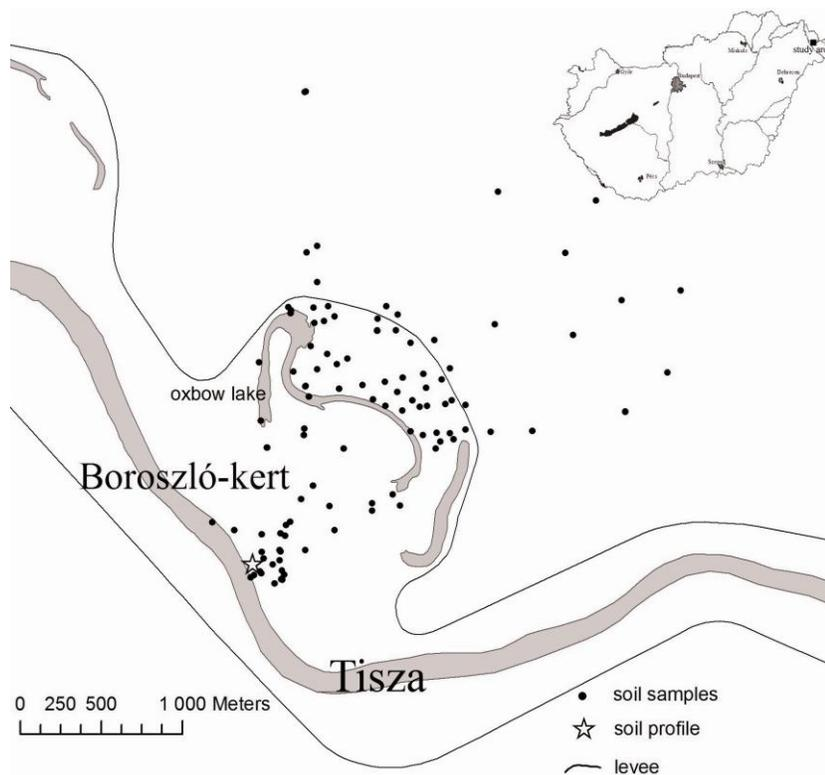 Miskolc
study are
Győr
Budapest
Debrecen
Szeged
Pécs
oxbow lake
Boroszló-kert
Tisza
0 250 500 1 000 Meters
soil samples
soil profile
levee